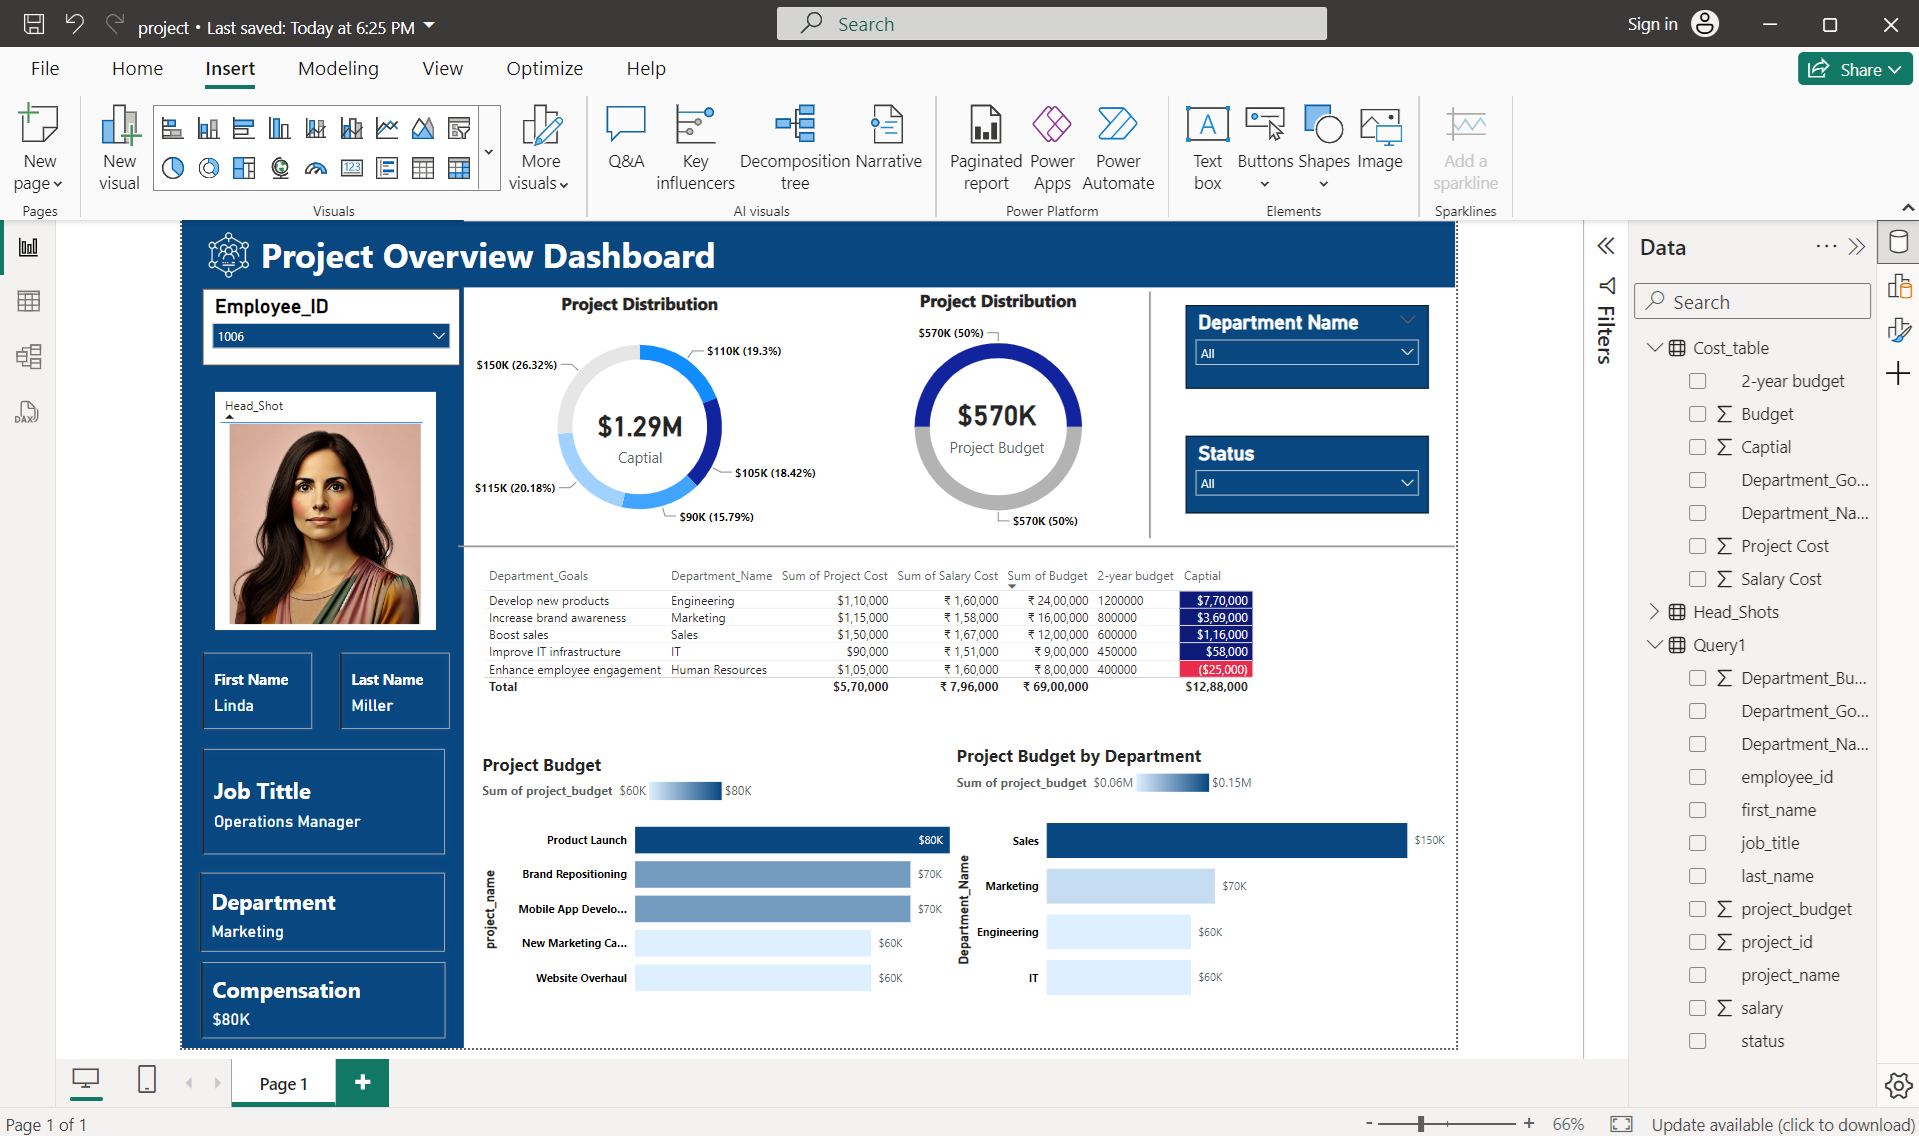 project • Last saved: Today at 6:25 PM
Search
Sign in
File
Home
Insert
Modeling
View
Optimize
Help
Share
New page
New visual
More visuals
Q&A
Key influencers
Decomposition tree
Narrative
Paginated report
Power Apps
Power Automate
Text box
Buttons
Shapes
Image
Add a sparkline
Pages
Visuals
AI visuals
Power Platform
Elements
Sparklines
123
A
DAX
Project Overview Dashboard
Employee_ID
1006
Head_Shot
First Name
Linda
Last Name
Miller
Job Tittle
Operations Manager
Department
Marketing
Compensation
$80K
Project Distribution
$150K (26.32%)
$110K (19.3%)
$1.29M
Captial
$105K (18.42%)
$115K (20.18%)
$90K (15.79%)
Project Distribution
$570K (50%)
$570K
Project Budget
$570K (50%)
Department Name
All
Status
All
Department_Goals Department_Name Sum of Project Cost Sum of Salary Cost Sum of Budget 2-year budget Captial
Develop new products Engineering $1,10,000 ₹ 1,60,000 ₹ 24,00,000 1200000 $7,70,000
Increase brand awareness Marketing $1,15,000 ₹ 1,58,000 ₹ 16,00,000 800000 $3,69,000
Boost sales Sales $1,50,000 ₹ 1,67,000 ₹ 12,00,000 600000 $1,16,000
Improve IT infrastructure IT $90,000 ₹ 1,51,000 ₹ 9,00,000 450000 $58,000
Enhance employee engagement Human Resources $1,05,000 ₹ 1,60,000 ₹ 8,00,000 400000 ($25,000)
Total $5,70,000 ₹ 7,96,000 ₹ 69,00,000 $12,88,000
Project Budget
Sum of project_budget $60K $80K
project_name
Product Launch $80K
Brand Repositioning $70K
Mobile App Develo... $70K
New Marketing Ca... $60K
Website Overhaul $60K
Project Budget by Department
Sum of project_budget $0.06M $0.15M
Department_Name
Sales $150K
Marketing $70K
Engineering $60K
IT $60K
Filters
Data
Search
Cost_table
2-year budget
Budget
Captial
Department_Go...
Department_Na...
Project Cost
Salary Cost
Head_Shots
Query1
Department_Bu...
Department_Go...
Department_Na...
employee_id
first_name
job_title
last_name
project_budget
project_id
project_name
salary
status
Page 1
Page 1 of 1
- + 66%
Update available (click to download)